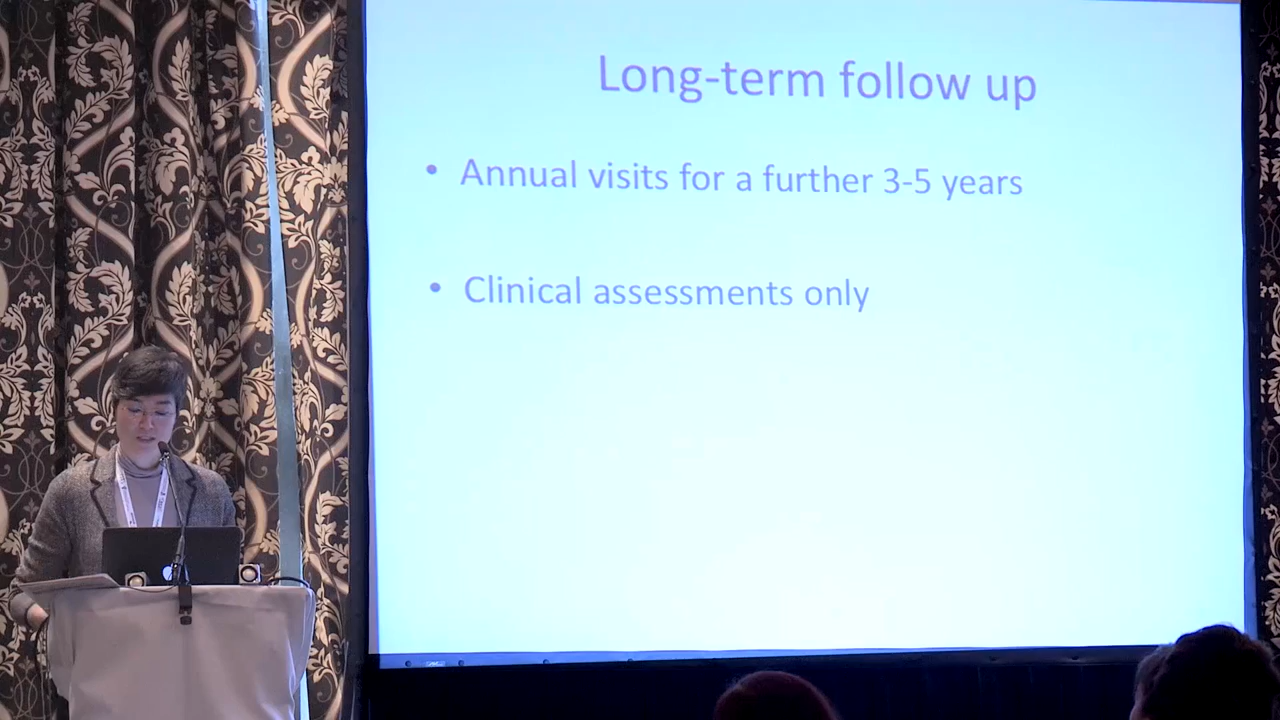 Long-term follow up
• Annual visits for a further 3-5 years
• Clinical assessments only